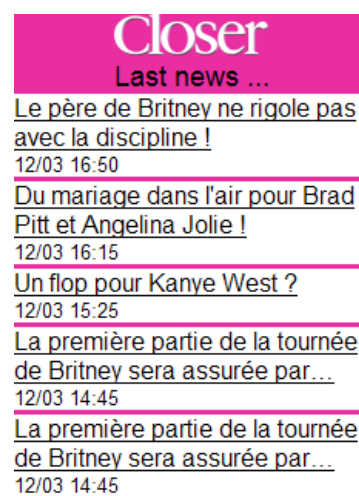 Closer
Last news ...
Le père de Britney ne rigole pas
avec la discipline !
12/03 16:50
Du mariage dans l'air pour Brad
Pitt et Angelina Jolie !
12/03 16:15
Un flop pour Kanye West ?
12/03 15:25
La première partie de la tournée
de Britney sera assurée par…
12/03 14:45
La première partie de la tournée
de Britney sera assurée par…
12/03 14:45